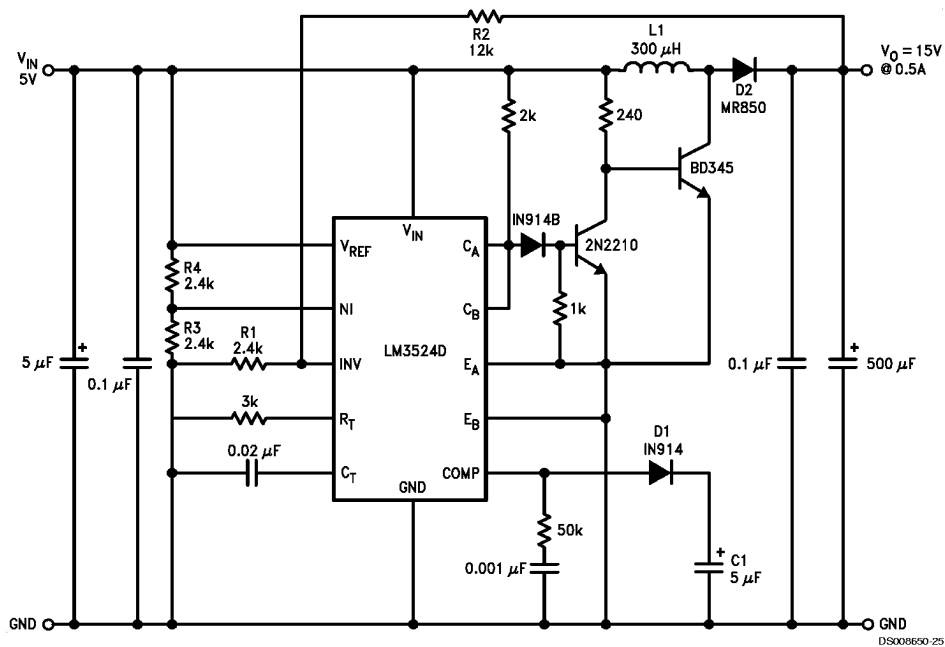 R2
12k
L1
300 μH
V_IN
5V
V_O = 15V
@ 0.5A
D2
MR850
2k
240
BD345
IN914B
2N2210
V_IN
V_REF
C_A
R4
2.4k
NI
C_B
1k
R3
2.4k
R1
2.4k
LM3524D
INV
E_A
5 μF
0.1 μF
0.1 μF
500 μF
3k
R_T
E_B
0.02 μF
C_T
COMP
D1
IN914
GND
50k
0.001 μF
C1
5 μF
GND
GND
DS008650-25
+
+
+